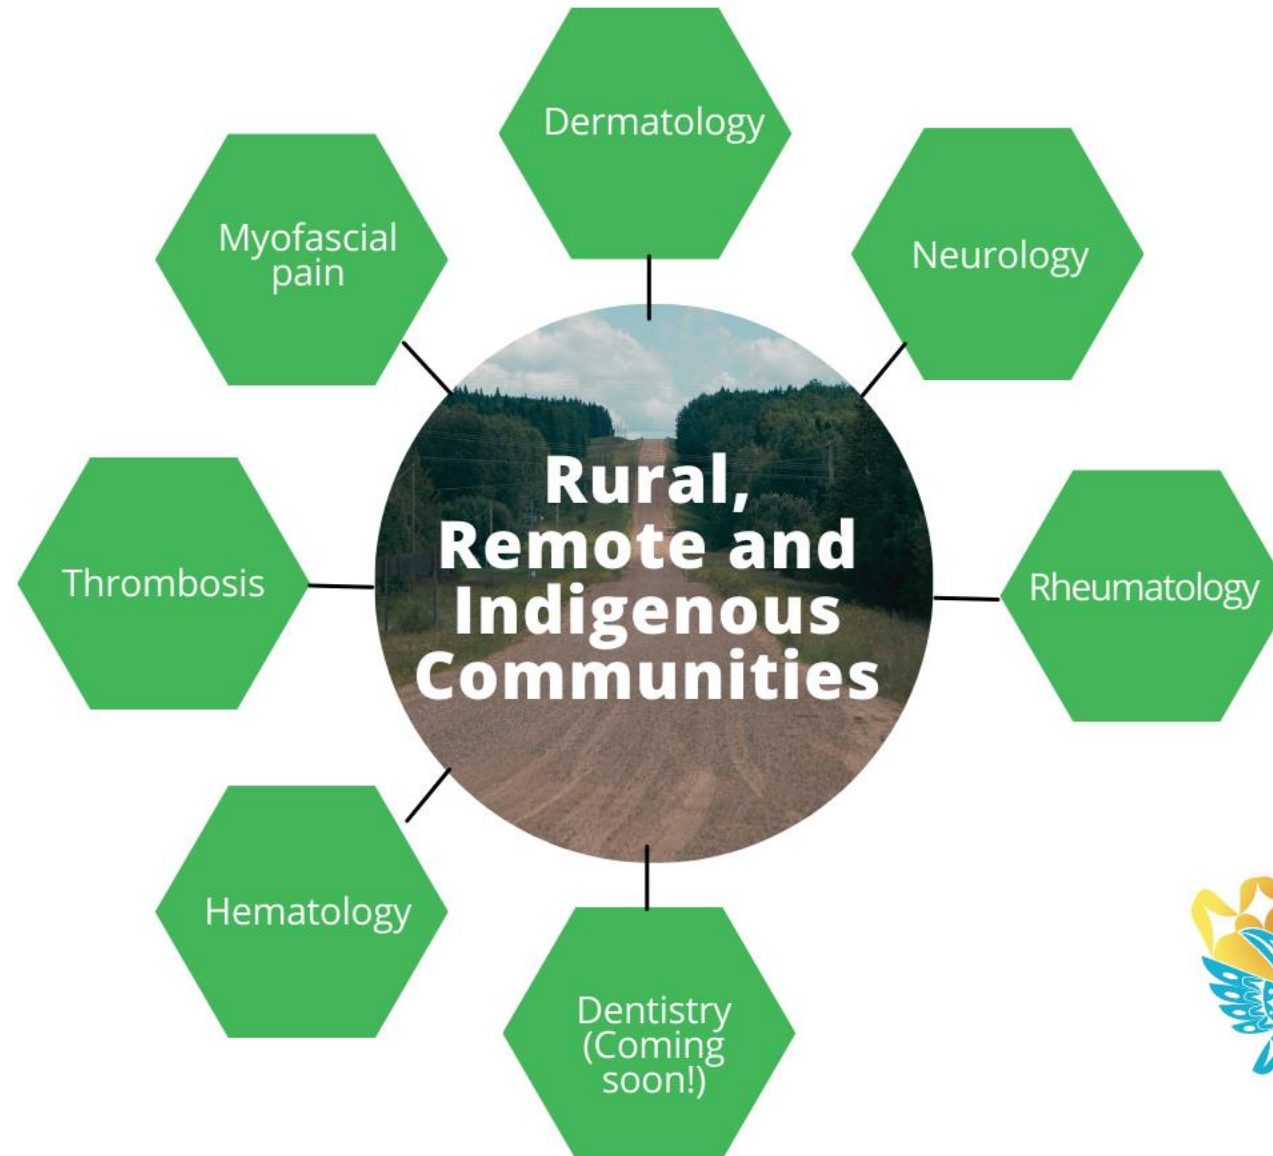 Dermatology
Myofascial
pain
Neurology
Rural,
Remote and
Indigenous
Communities
Thrombosis
Rheumatology
Hematology
Dentistry
(Coming
soon!)